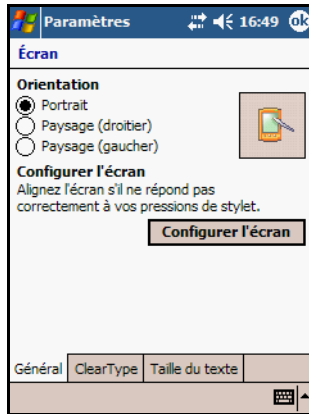 Paramètres 16:49 ok
Écran
Orientation
Portrait
Paysage (droitier)
Paysage (gaucher)
Configurer l'écran
Alignez l'écran s'il ne répond pas
correctement à vos pressions de stylet.
Configurer l'écran
Général ClearType Taille du texte